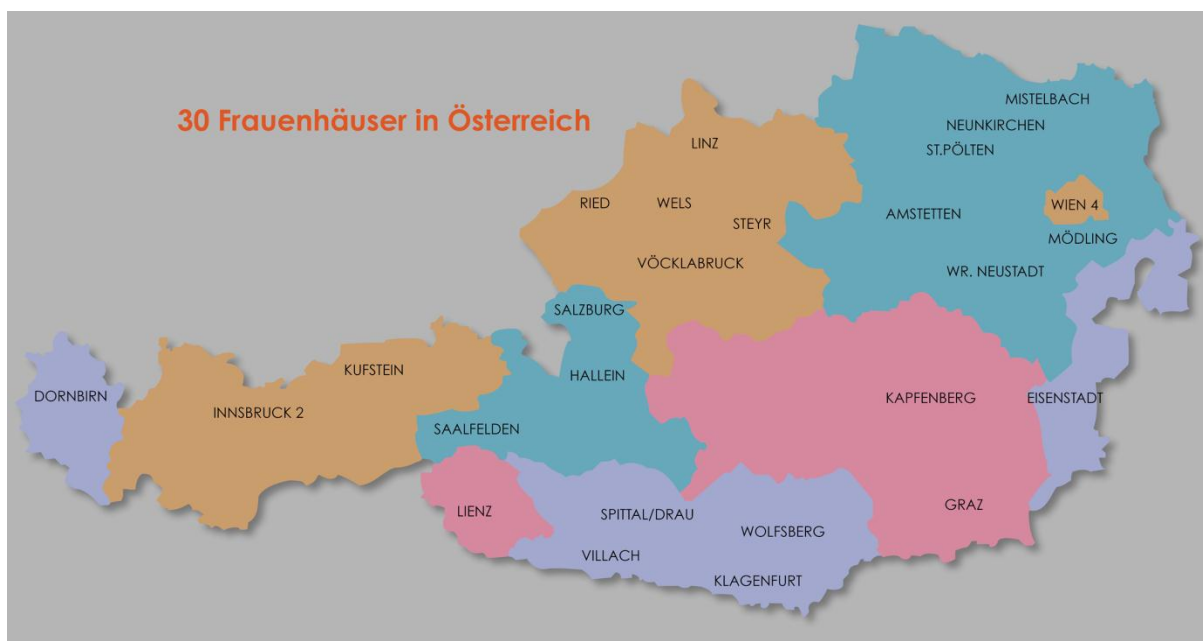 30 Frauenhäuser in Österreich
MISTELBACH
NEUNKIRCHEN
LINZ
ST.PÖLTEN
RIED
WELS
WIEN 4
STEYR
AMSTETTEN
MÖDLING
VÖCKLABRUCK
WR. NEUSTADT
SALZBURG
KUFSTEIN
HALLEIN
DORNBIRN
KAPFENBERG
EISENSTADT
INNSBRUCK 2
SAALFELDEN
GRAZ
LIENZ
SPITTAL/DRAU
WOLFSBERG
VILLACH
KLAGENFURT